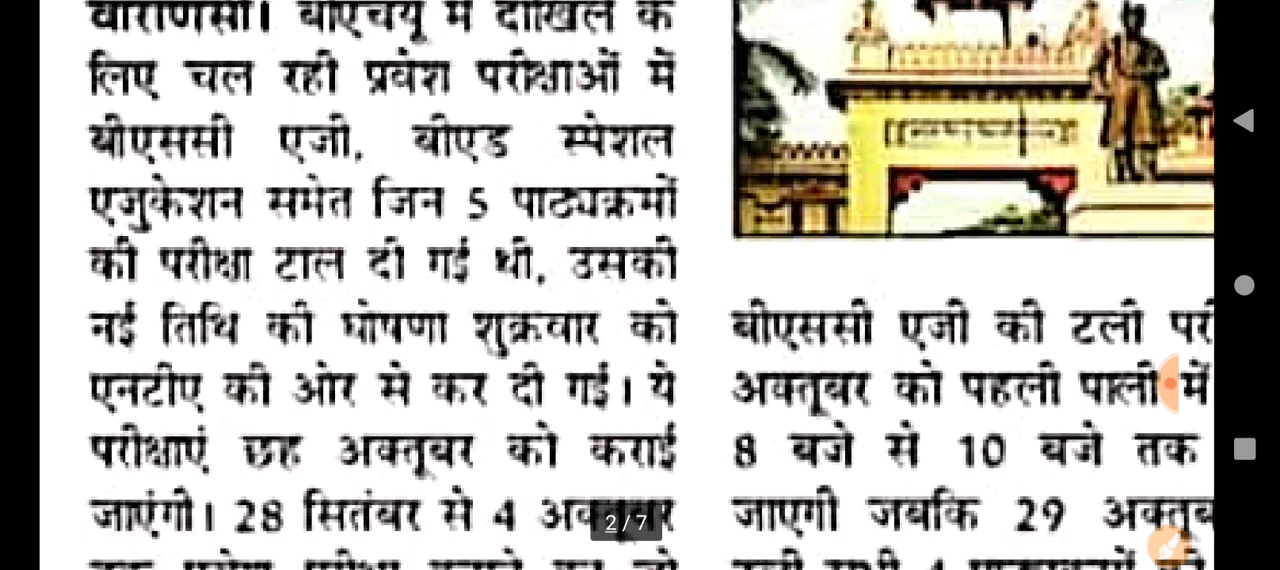 वाराणसी। बीएचयू में दाखिले के
लिए चल रही प्रवेश परीक्षाओं में
बीएससी एजी, बीएड स्पेशल
एजुकेशन समेत जिन 5 पाठ्यक्रमों
की परीक्षा टाल दी गई थी, उसकी
नई तिथि की घोषणा शुक्रवार को
एनटीए की ओर से कर दी गई। ये
परीक्षाएं छह अक्तूबर को कराई
जाएंगी। 28 सितंबर से 4 अक्तूबर
2/7
बीएससी एजी की टली
अक्तूबर को पहली पाली में
8 बजे से 10 बजे तक
जाएगी जबकि 29